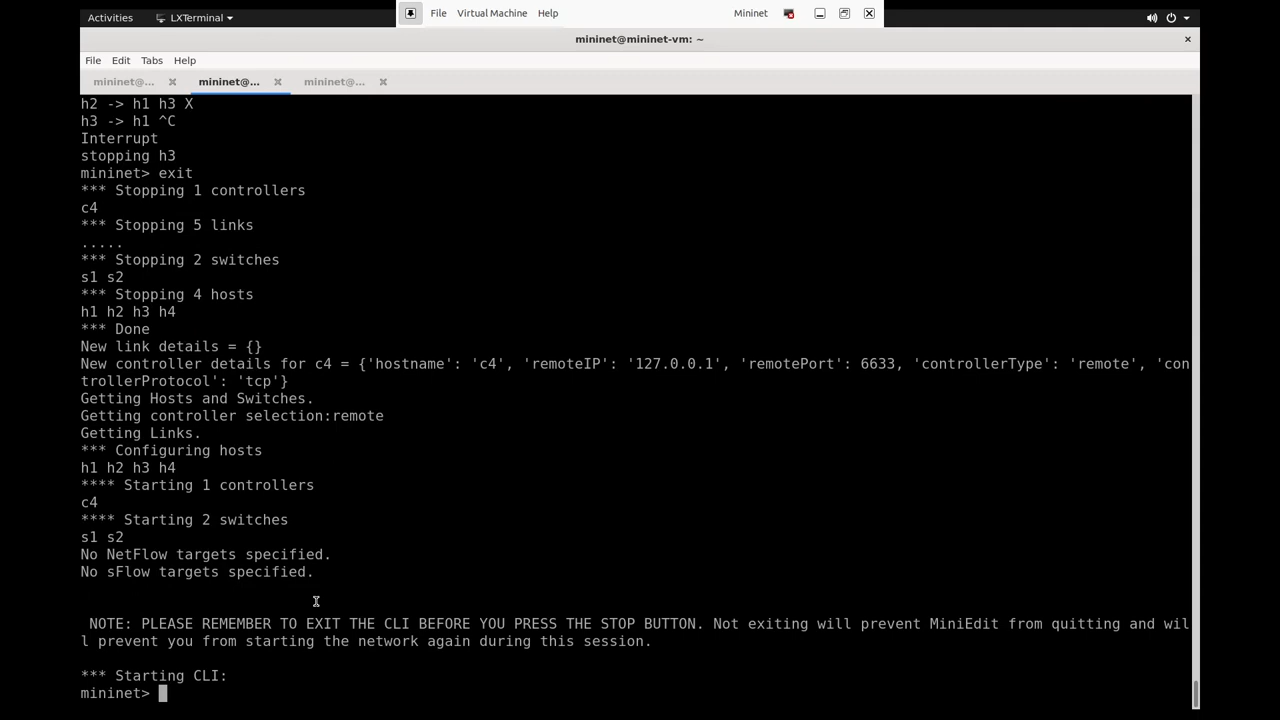 Activities LXTerminal File Virtual Machine Help Mininet
mininet@mininet-vm: ~
File Edit Tabs Help
mininet@... mininet@... mininet@...
h2 -> h1 h3 X
h3 -> h1 ^C
Interrupt
stopping h3
mininet> exit
*** Stopping 1 controllers
c4
*** Stopping 5 links
.....
*** Stopping 2 switches
s1 s2
*** Stopping 4 hosts
h1 h2 h3 h4
*** Done
New link details = {}
New controller details for c4 = {'hostname': 'c4', 'remoteIP': '127.0.0.1', 'remotePort': 6633, 'controllerType': 'remote', 'con
trollerProtocol': 'tcp'}
Getting Hosts and Switches.
Getting controller selection:remote
Getting Links.
*** Configuring hosts
h1 h2 h3 h4
**** Starting 1 controllers
c4
**** Starting 2 switches
s1 s2
No NetFlow targets specified.
No sFlow targets specified.
NOTE: PLEASE REMEMBER TO EXIT THE CLI BEFORE YOU PRESS THE STOP BUTTON. Not exiting will prevent MiniEdit from quitting and wil
l prevent you from starting the network again during this session.
*** Starting CLI:
mininet>